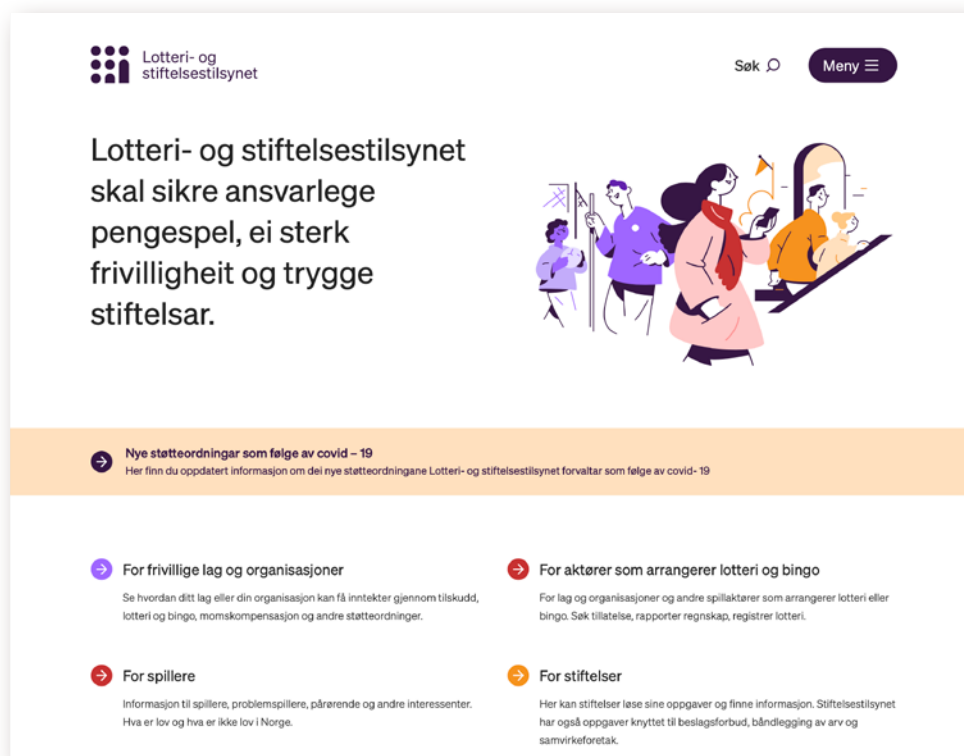 Lotteri- og
stiftelsestilsynet
Søk
Meny
Lotteri- og stiftelsestilsynet
skal sikre ansvarlege
pengespel, ei sterk
frivilligheit og trygge
stiftelsar.
Nye støtteordningar som følge av covid – 19
Her finn du oppdatert informasjon om dei nye støtteordningane Lotteri- og stiftelsestilsynet forvaltar som følge av covid- 19
For frivillige lag og organisasjoner
Se hvordan ditt lag eller din organisasjon kan få inntekter gjennom tilskudd,
lotteri og bingo, momskompensasjon og andre støtteordninger.
For aktører som arrangerer lotteri og bingo
For lag og organisasjoner og andre spillaktører som arrangerer lotteri eller
bingo. Søk tillatelse, rapporter regnskap, registrer lotteri.
For spillere
Informasjon til spillere, problemspillere, pårørende og andre interessenter.
Hva er lov og hva er ikke lov i Norge.
For stiftelser
Her kan stiftelser løse sine oppgaver og finne informasjon. Stiftelsestilsynet
har også oppgaver knyttet til beslagsforbud, båndlegging av arv og
samvirkeforetak.